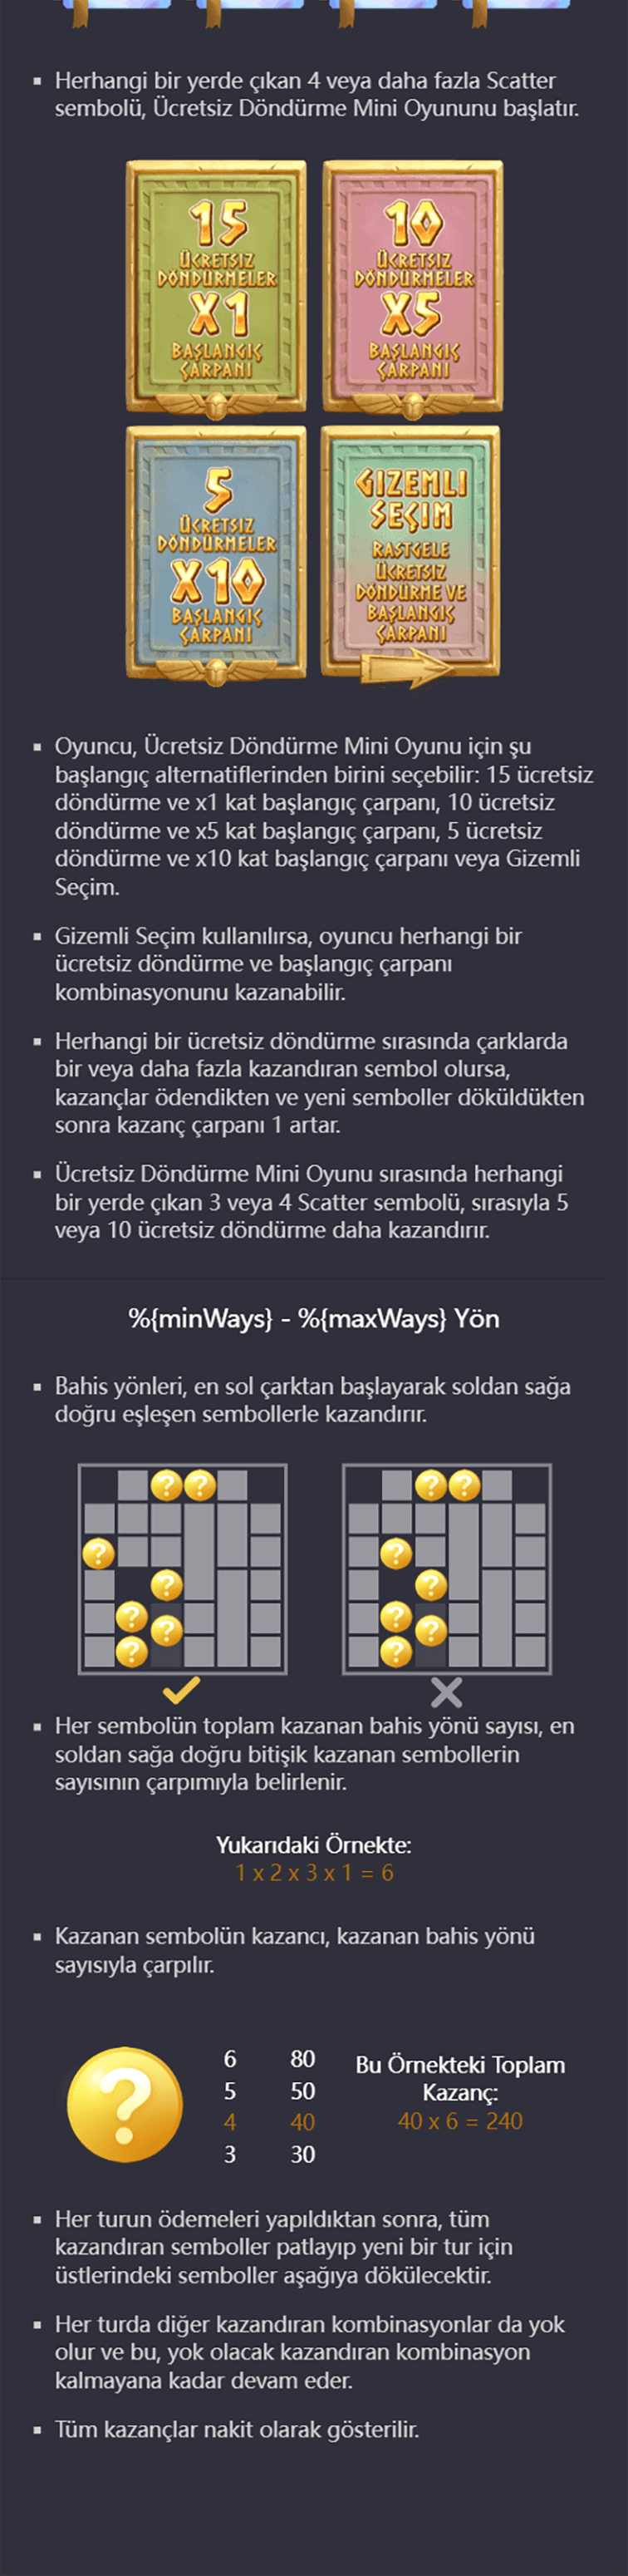 Herhangi bir yerde çıkan 4 veya daha fazla Scatter
sembolü, Ücretsiz Döndürme Mini Oyununu başlatır.
15
ÜCRETSIZ
DÖNDÜRMELER
X1
BAŞLANGIÇ
ÇARPANI
10
ÜCRETSIZ
DÖNDÜRMELER
X5
BAŞLANGIÇ
ÇARPANI
5
ÜCRETSIZ
DÖNDÜRMELER
X10
BAŞLANGIÇ
ÇARPANI
GIZEMLI
SEÇIM
RASTGELE
ÜCRETSIZ
DÖNDÜRME VE
BAŞLANGIÇ
ÇARPANI
Oyuncu, Ücretsiz Döndürme Mini Oyunu için şu
başlangıç alternatiflerinden birini seçebilir: 15 ücretsiz
döndürme ve x1 kat başlangıç çarpanı, 10 ücretsiz
döndürme ve x5 kat başlangıç çarpanı, 5 ücretsiz
döndürme ve x10 kat başlangıç çarpanı veya Gizemli
Seçim.
Gizemli Seçim kullanılırsa, oyuncu herhangi bir
ücretsiz döndürme ve başlangıç çarpanı
kombinasyonunu kazanabilir.
Herhangi bir ücretsiz döndürme sırasında çarklarda
bir veya daha fazla kazandıran sembol olursa,
kazançlar ödendikten ve yeni semboller döküldükten
sonra kazanç çarpanı 1 artar.
Ücretsiz Döndürme Mini Oyunu sırasında herhangi
bir yerde çıkan 3 veya 4 Scatter sembolü, sırasıyla 5
veya 10 ücretsiz döndürme daha kazandırır.
%{minWays} - %{maxWays} Yön
Bahis yönleri, en sol çarktan başlayarak soldan sağa
doğru eşleşen sembollerle kazandırır.
? ? ? ?
? ?
? ? ?
? ?
? ?
? ?
Her sembolün toplam kazanan bahis yönü sayısı, en
soldan sağa doğru bitişik kazanan sembollerin
sayısının çarpımıyla belirlenir.
Yukarıdaki Örnekte:
1 x 2 x 3 x 1 = 6
Kazanan sembolün kazancı, kazanan bahis yönü
sayısıyla çarpılır.
?
6 80
5 50
4 40
3 30
Bu Örnekteki Toplam
Kazanç:
40 x 6 = 240
Her turun ödemeleri yapıldıktan sonra, tüm
kazandıran semboller patlayıp yeni bir tur için
üstlerindeki semboller aşağıya dökülecektir.
Her turda diğer kazandıran kombinasyonlar da yok
olur ve bu, yok olacak kazandıran kombinasyon
kalmayana kadar devam eder.
Tüm kazançlar nakit olarak gösterilir.